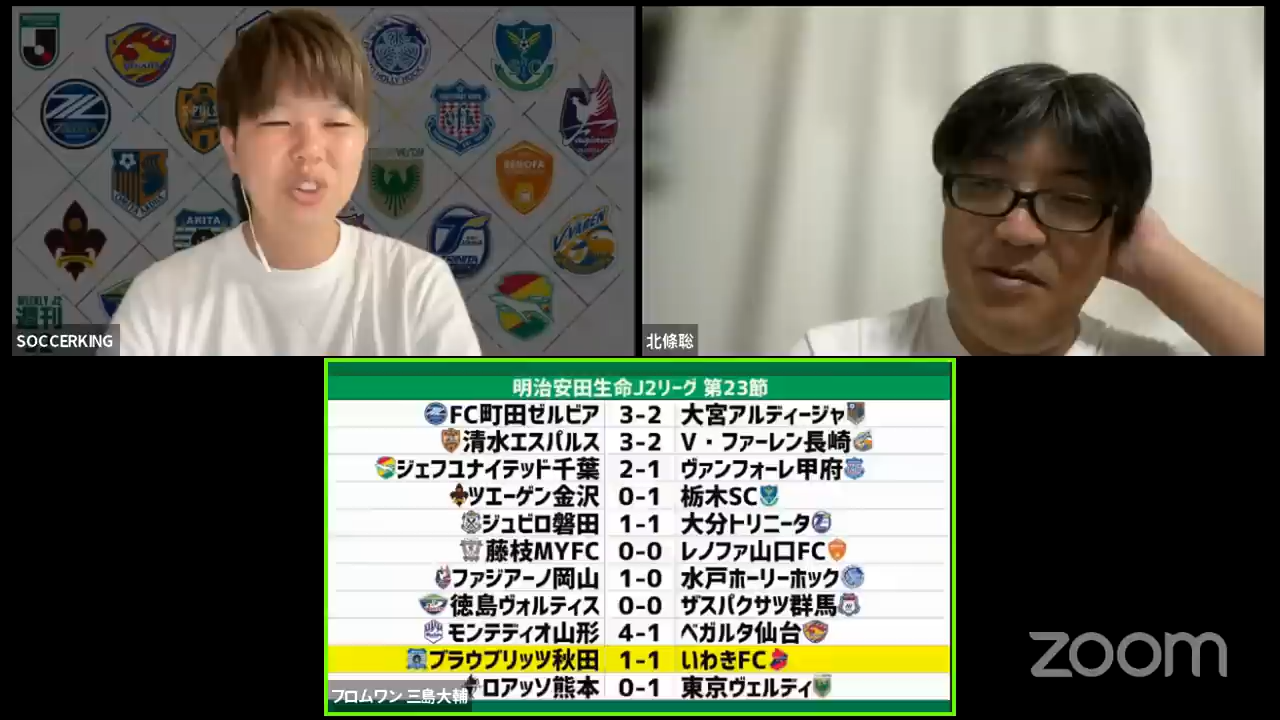 HOLLY HOCK
RENOFA
AKITA
V.VAREN
WEEKLY J2
週刊
SOCCERKING
北條聡
明治安田生命J2リーグ 第23節
FC町田ゼルビア 3-2 大宮アルディージャ
清水エスパルス 3-2 V・ファーレン長崎
ジェフユナイテッド千葉 2-1 ヴァンフォーレ甲府
ツエーゲン金沢 0-1 栃木SC
ジュビロ磐田 1-1 大分トリニータ
藤枝MYFC 0-0 レノファ山口FC
ファジアーノ岡山 1-0 水戸ホーリーホック
徳島ヴォルティス 0-0 ザスパクサツ群馬
モンテディオ山形 4-1 ベガルタ仙台
ブラウブリッツ秋田 1-1 いわきFC
ロアッソ熊本 0-1 東京ヴェルディ
フロムワン 三島大輔
zoom